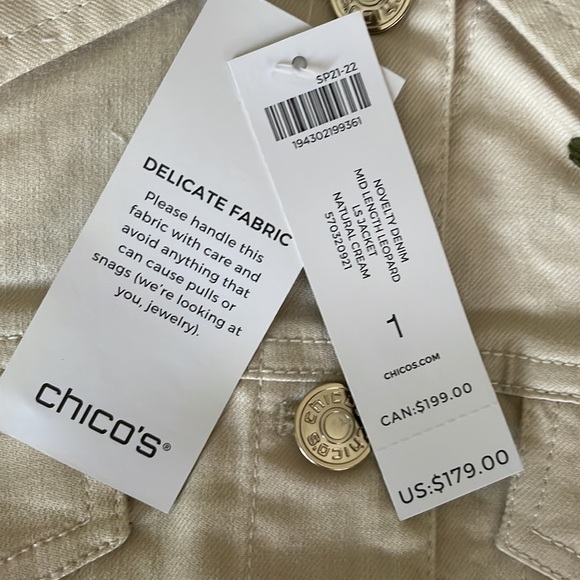 DELICATE FABRIC
Please handle this
fabric with care and
avoid anything that
can cause pulls or
snags (we're looking at
you, jewelry).
chico's®
SP21-22
194302199361
NOVELTY DENIM
MID LENGTH LEOPARD
LS JACKET
NATURAL CREAM
570320921
1
CHICOS.COM
CAN:$199.00
US:$179.00
CHICO'S
CHICO'S